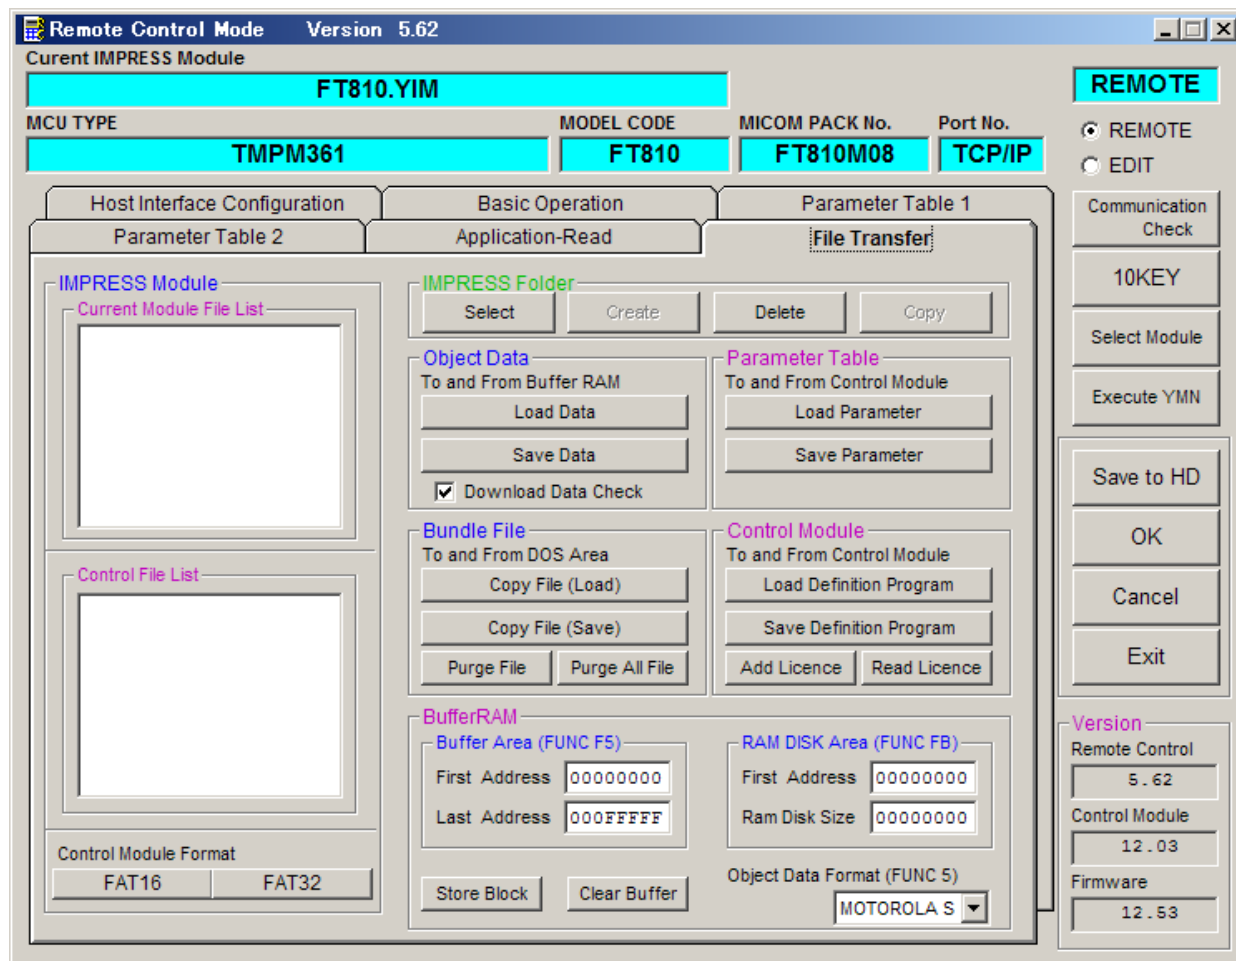 Remote Control Mode Version 5.62
Curent IMPRESS Module
FT810.YIM
REMOTE
MCU TYPE MODEL CODE MICOM PACK No. Port No.
TMPM361 FT810 FT810M08 TCP/IP
REMOTE
EDIT
Host Interface Configuration Basic Operation Parameter Table 1
Parameter Table 2 Application-Read File Transfer
Communication
Check
10KEY
Select Module
Execute YMN
Save to HD
OK
Cancel
Exit
IMPRESS Module
Current Module File List
Control File List
Control Module Format
FAT16 FAT32
IMPRESS Folder
Select Create Delete Copy
Object Data
To and From Buffer RAM
Load Data
Save Data
Download Data Check
Parameter Table
To and From Control Module
Load Parameter
Save Parameter
Bundle File
To and From DOS Area
Copy File (Load)
Copy File (Save)
Purge File Purge All File
Control Module
To and From Control Module
Load Definition Program
Save Definition Program
Add Licence Read Licence
BufferRAM
Buffer Area (FUNC F5)
First Address 00000000
Last Address 000FFFFF
RAM DISK Area (FUNC FB)
First Address 00000000
Ram Disk Size 00000000
Store Block Clear Buffer
Object Data Format (FUNC 5)
MOTOROLA S
Version
Remote Control
5.62
Control Module
12.03
Firmware
12.53